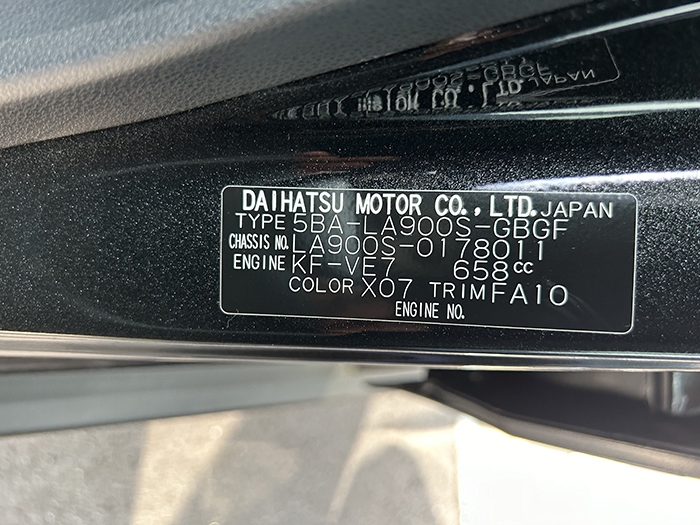 DAIHATSU MOTOR CO., LTD. JAPAN
TYPE 5BA-LA900S-GBGF
CHASSIS NO. LA900S-0178011
ENGINE KF-VE7 658cc
COLOR X07 TRIM FA10
ENGINE NO.